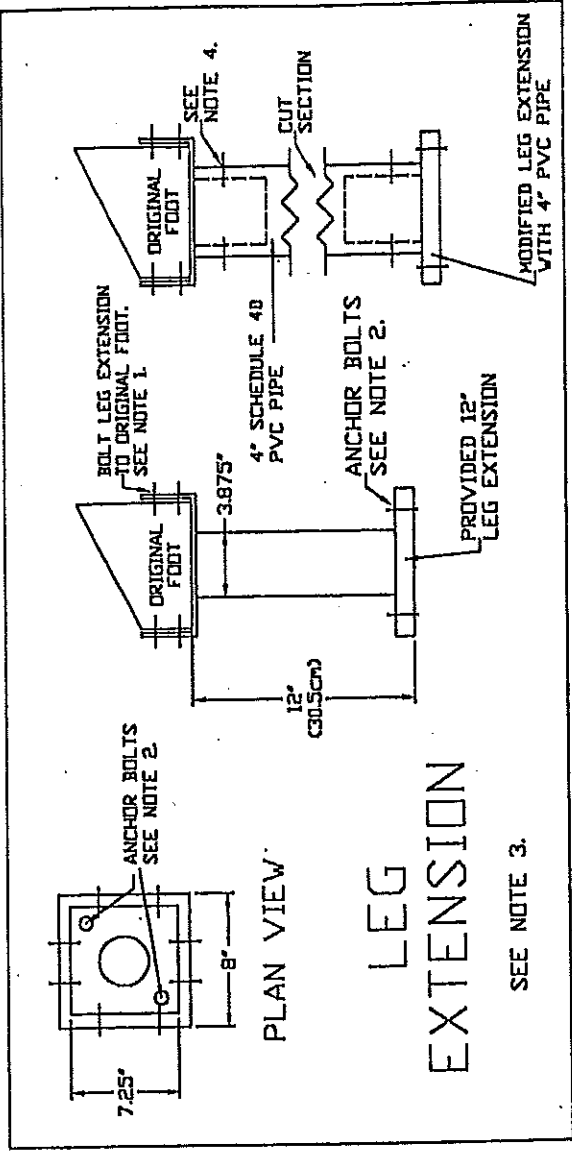 7.25"
8"
ANCHOR BOLTS
SEE NOTE 2.
PLAN VIEW
LEG
EXTENSION
SEE NOTE 3.
BOLT LEG EXTENSION
TO ORIGINAL FOOT.
SEE NOTE 1.
ORIGINAL
FOOT
3.875"
12"
(30.5cm)
ANCHOR BOLTS
SEE NOTE 2.
PROVIDED 12"
LEG EXTENSION
ORIGINAL
FOOT
SEE
NOTE 4.
4" SCHEDULE 40
PVC PIPE
CUT
SECTION
MODIFIED LEG EXTENSION
WITH 4" PVC PIPE